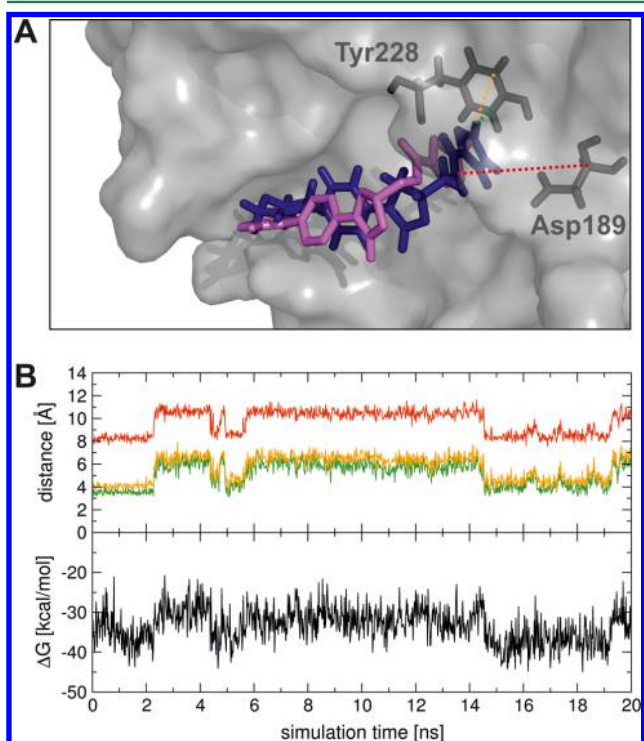 A
Tyr228
Asp189
B
14
12
10
8
6
4
2
0
distance [Å]
-20
-30
-40
-50
ΔG [kcal/mol]
0 2 4 6 8 10 12 14 16 18 20
simulation time [ns]